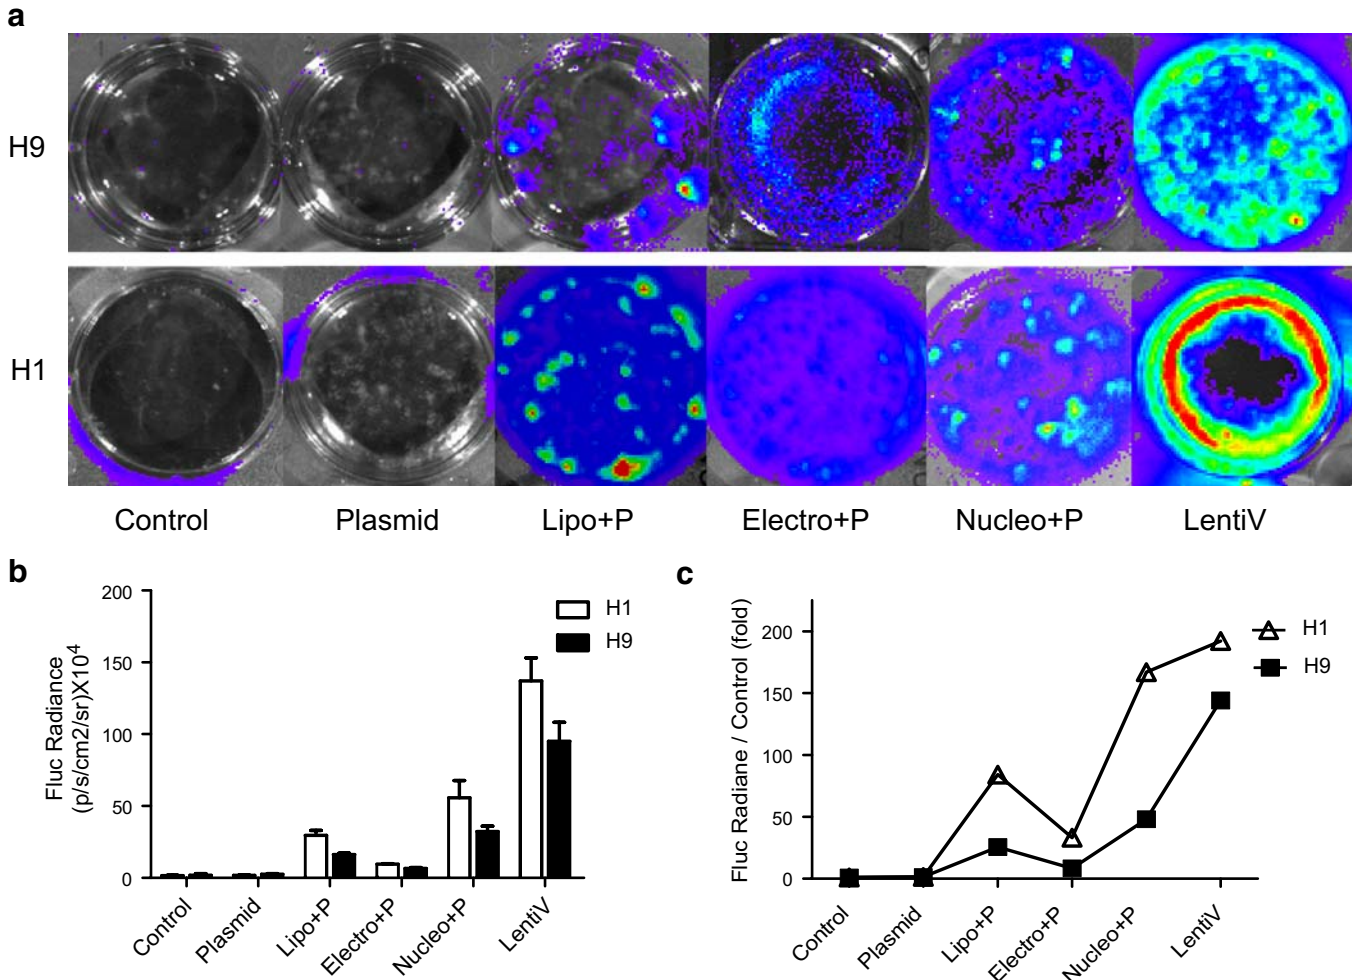 a
H9
H1
Control Plasmid Lipo+P Electro+P Nucleo+P LentiV
b
200
150
100
50
0
Fluc Radiance
(p/s/cm2/sr)X10⁴
H1
H9
Control Plasmid Lipo+P Electro+P Nucleo+P LentiV
c
200
150
100
50
0
Fluc Radiane / Control (fold)
H1
H9
Control Plasmid Lipo+P Electro+P Nucleo+P LentiV